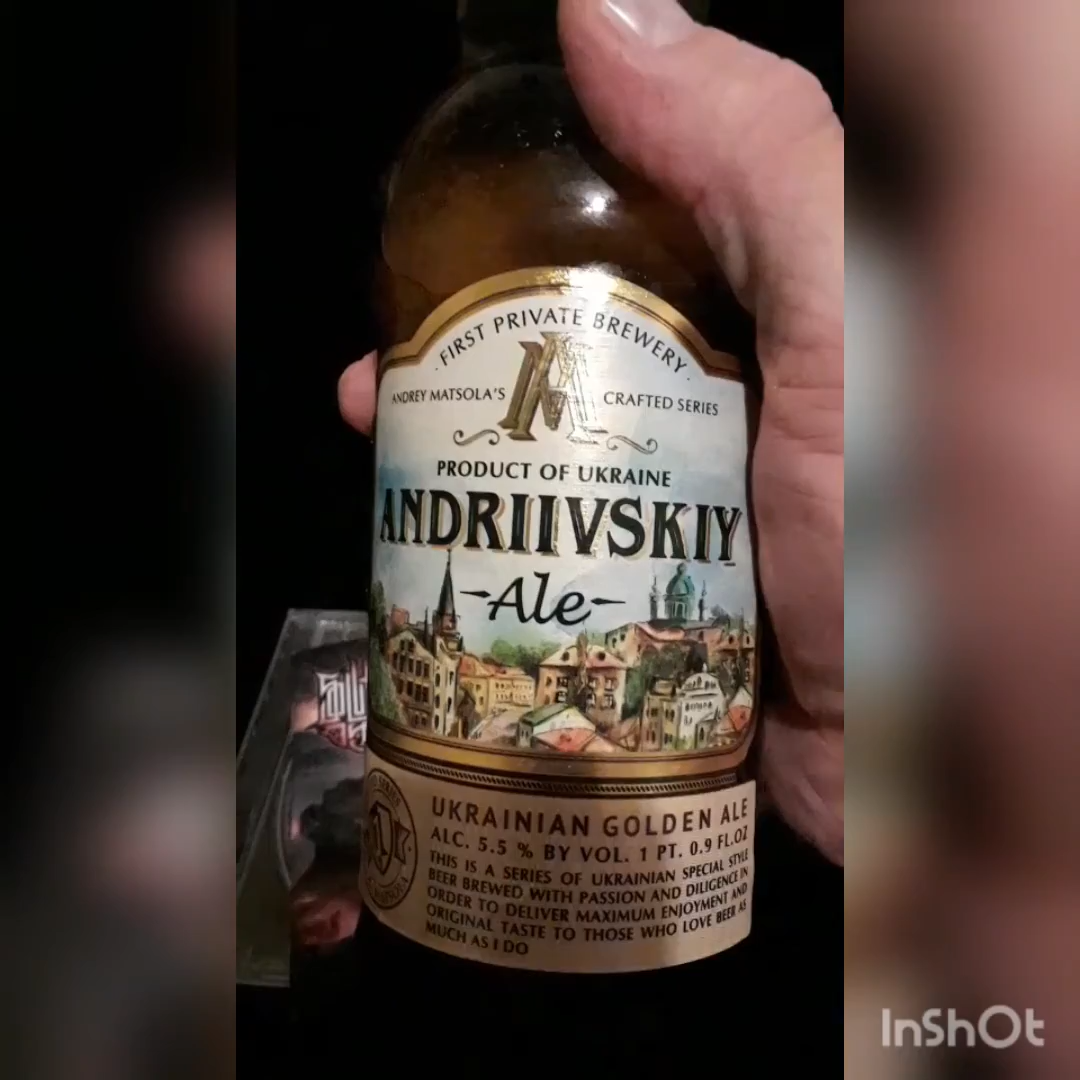 FIRST PRIVATE BREWERY
ANDREY MATSOLA'S CRAFTED SERIES
PRODUCT OF UKRAINE
ANDRIIVSKIY
Ale
UKRAINIAN GOLDEN ALE
ALC. 5.5 % BY VOL. 1 PT. 0.9 FL.OZ
THIS IS A SERIES OF UKRAINIAN SPECIAL STYLE
BEER BREWED WITH PASSION AND DILIGENCE IN
ORDER TO DELIVER MAXIMUM ENJOYMENT AND
ORIGINAL TASTE TO THOSE WHO LOVE BEER AS
MUCH AS I DO
InShOt